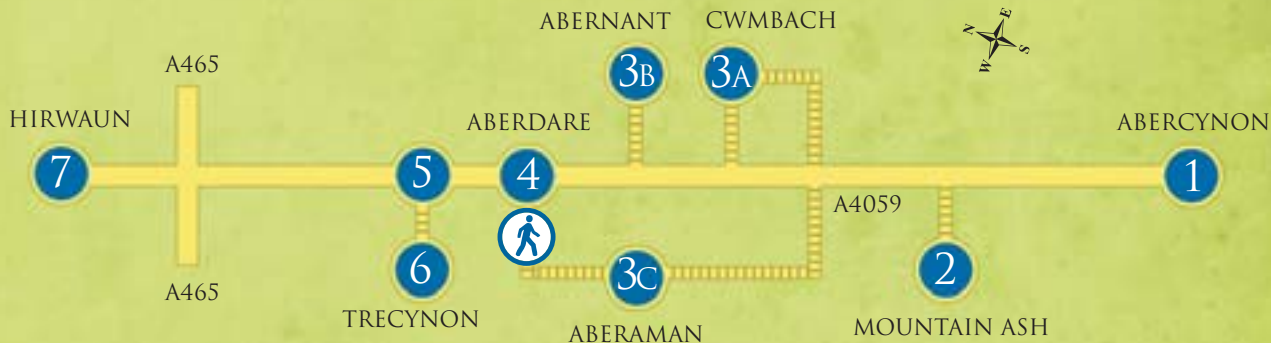 ABERNANT
CWMBACH
N E
W S
A465
3B
3A
HIRWAUN
ABERDARE
ABERCYNON
7
5
4
1
A4059
6
3C
2
A465
TRECYNON
ABERAMAN
MOUNTAIN ASH